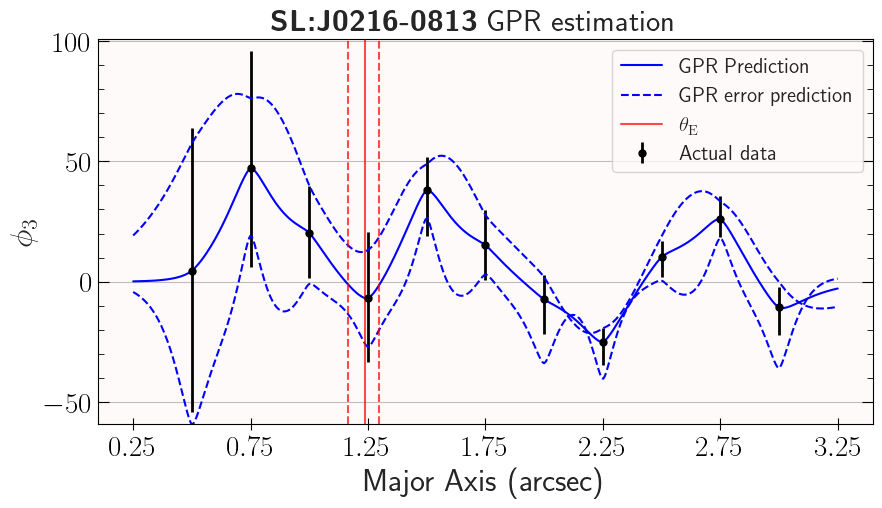 SL:J0216-0813 GPR estimation
100
50
0
−50
ϕ3
GPR Prediction
GPR error prediction
θE
Actual data
0.25 0.75 1.25 1.75 2.25 2.75 3.25
Major Axis (arcsec)